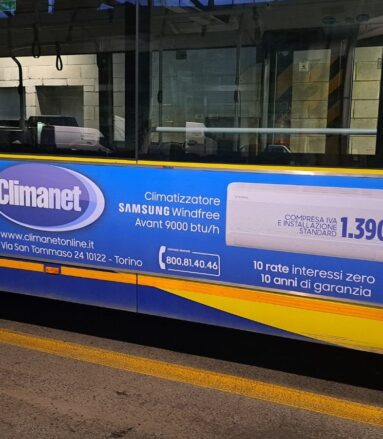 Climanet
www.climanetonline.it
Via San Tommaso 24 10122 - Torino
Climatizzatore
SAMSUNG Windfree
Avant 9000 btu/h
800.81.40.46
COMPRESA IVA
E INSTALLAZIONE
STANDARD
1.390
10 rate interessi zero
10 anni di garanzia